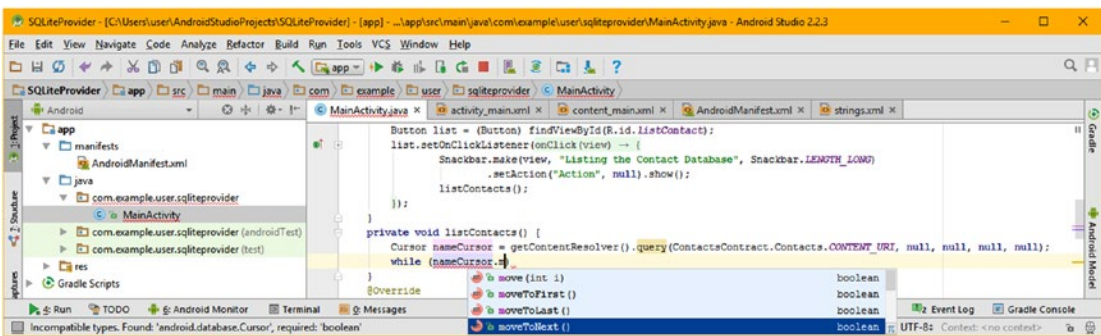 SQLiteProvider - [C:\Users\user\AndroidStudioProjects\SQLiteProvider] - [app] - ...\app\src\main\java\com\example\user\sqliteprovider\MainActivity.java - Android Studio 2.2.3
File Edit View Navigate Code Analyze Refactor Build Run Tools VCS Window Help
app
SQLiteProvider app src main java com example user sqliteprovider MainActivity
Android
MainActivity.java activity_main.xml content_main.xml AndroidManifest.xml strings.xml
1: Project
7: Structure
ptures
app
manifests
AndroidManifest.xml
java
com.example.user.sqliteprovider
MainActivity
com.example.user.sqliteprovider (androidTest)
com.example.user.sqliteprovider (test)
res
Gradle Scripts
Button list = (Button) findViewById(R.id.listContact);
list.setOnClickListener(onClick(view) → {
Snackbar.make(view, "Listing the Contact Database", Snackbar.LENGTH_LONG)
.setAction("Action", null).show();
listContacts();
});
}
private void listContacts() {
Cursor nameCursor = getContentResolver().query(ContactsContract.Contacts.CONTENT_URI, null, null, null, null);
while (nameCursor.m
}
@Override
move(int i) boolean
moveToFirst() boolean
moveToLast() boolean
moveToNext() boolean
Gradle
Android Model
4: Run TODO 6: Android Monitor Terminal 0: Messages Event Log Gradle Console
Incompatible types. Found: 'android.database.Cursor', required: 'boolean' UTF-8: Context: <no context>